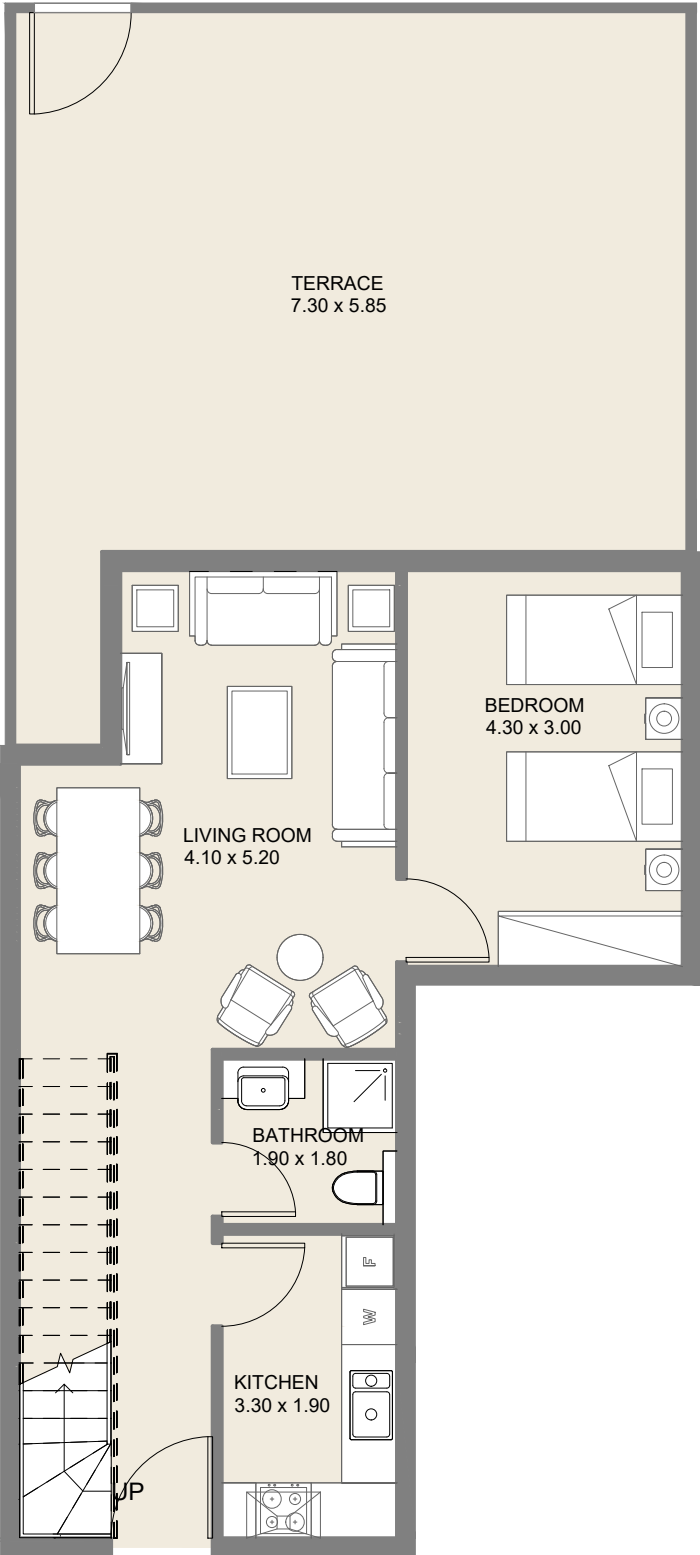 TERRACE
7.30 x 5.85
BEDROOM
4.30 x 3.00
LIVING ROOM
4.10 x 5.20
BATHROOM
1.90 x 1.80
F
W
KITCHEN
3.30 x 1.90
UP